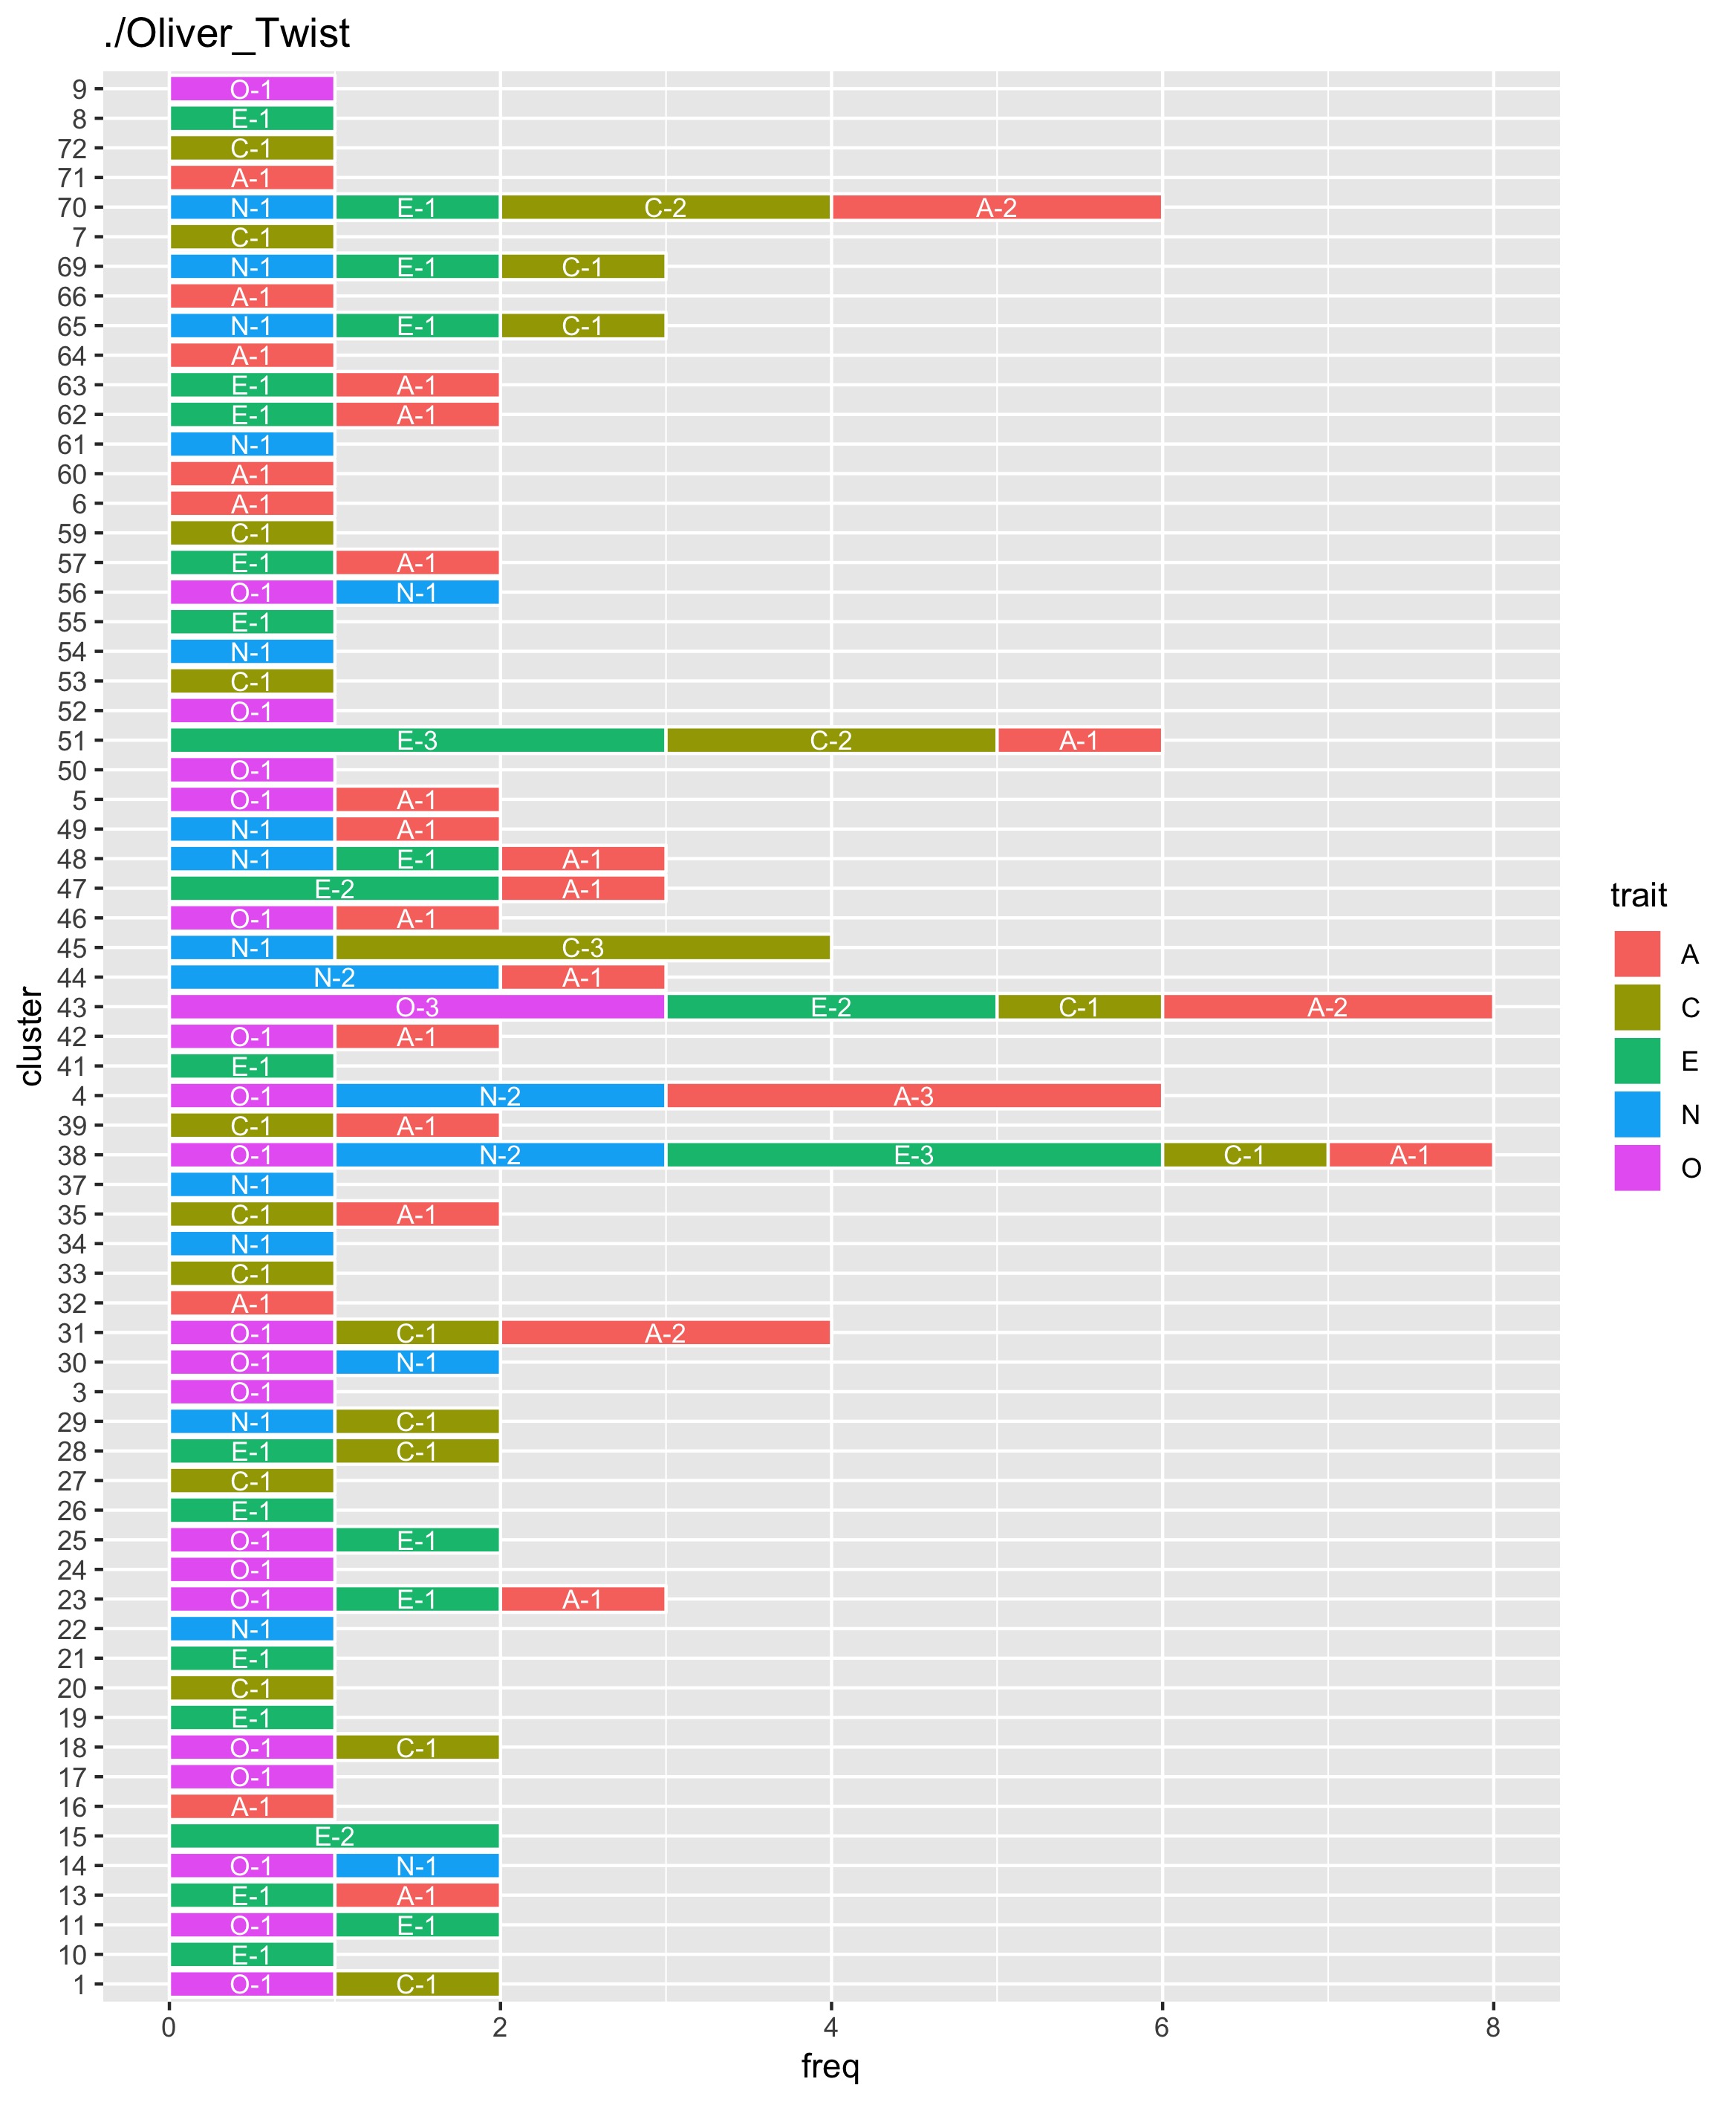 ./Oliver_Twist
9 O-1
8 E-1
72 C-1
71 A-1
70 N-1 E-1 C-2 A-2
7 C-1
69 N-1 E-1 C-1
66 A-1
65 N-1 E-1 C-1
64 A-1
63 E-1 A-1
62 E-1 A-1
61 N-1
60 A-1
6 A-1
59 C-1
57 E-1 A-1
56 O-1 N-1
55 E-1
54 N-1
53 C-1
52 O-1
51 E-3 C-2 A-1
50 O-1
5 O-1 A-1
49 N-1 A-1
48 N-1 E-1 A-1
47 E-2 A-1
46 O-1 A-1
45 N-1 C-3
44 N-2 A-1
43 O-3 E-2 C-1 A-2
42 O-1 A-1
41 E-1
4 O-1 N-2 A-3
39 C-1 A-1
38 O-1 N-2 E-3 C-1 A-1
37 N-1
35 C-1 A-1
34 N-1
33 C-1
32 A-1
31 O-1 C-1 A-2
30 O-1 N-1
3 O-1
29 N-1 C-1
28 E-1 C-1
27 C-1
26 E-1
25 O-1 E-1
24 O-1
23 O-1 E-1 A-1
22 N-1
21 E-1
20 C-1
19 E-1
18 O-1 C-1
17 O-1
16 A-1
15 E-2
14 O-1 N-1
13 E-1 A-1
11 O-1 E-1
10 E-1
1 O-1 C-1
0 2 4 6 8
freq
cluster
trait
A
C
E
N
O